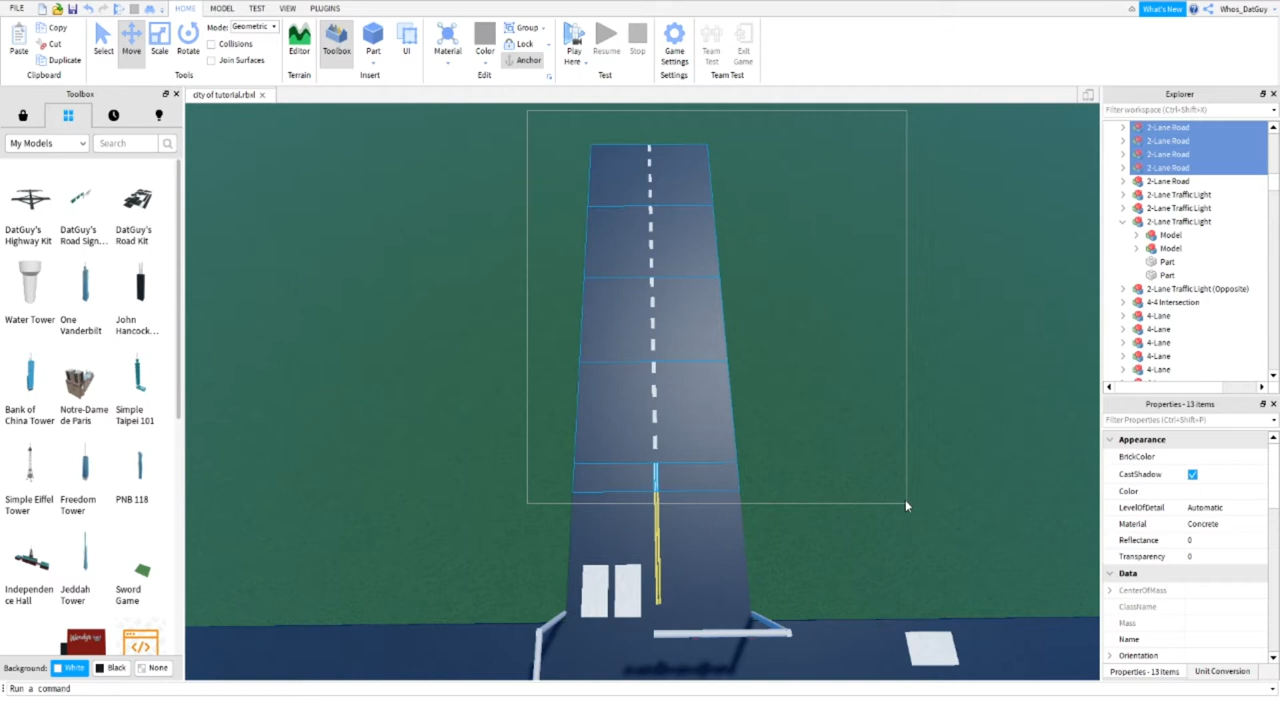 FILE HOME MODEL TEST VIEW PLUGINS What's New Whos_DatGuy
Paste Copy Cut Duplicate Clipboard
Select Move Scale Rotate Mode: Geometric Collisions Join Surfaces Tools
Editor Terrain
Toolbox Part UI Insert
Material Color Group Lock Anchor Edit
Play Here Resume Stop Test
Game Settings Settings
Team Test Exit Game Team Test
Toolbox
city of tutorial.rbxl
My Models Search
DatGuy's Highway Kit
DatGuy's Road Sign...
DatGuy's Road Kit
Water Tower
One Vanderbilt
John Hancock...
Bank of China Tower
Notre-Dame de Paris
Simple Taipei 101
Simple Eiffel Tower
Freedom Tower
PNB 118
Independen ce Hall
Jeddah Tower
Sword Game
Wendys
Background: White Black None
Run a command
Explorer
Filter workspace (Ctrl+Shift+X)
2-Lane Road
2-Lane Road
2-Lane Road
2-Lane Road
2-Lane Road
2-Lane Traffic Light
2-Lane Traffic Light
2-Lane Traffic Light
Model
Model
Part
Part
2-Lane Traffic Light (Opposite)
4-4 Intersection
4-Lane
4-Lane
4-Lane
4-Lane
4-Lane
Properties - 13 items
Filter Properties (Ctrl+Shift+P)
Appearance
BrickColor
CastShadow
Color
LevelOfDetail Automatic
Material Concrete
Reflectance 0
Transparency 0
Data
CenterOfMass
ClassName
Mass
Name
Orientation
Properties - 13 items Unit Conversion